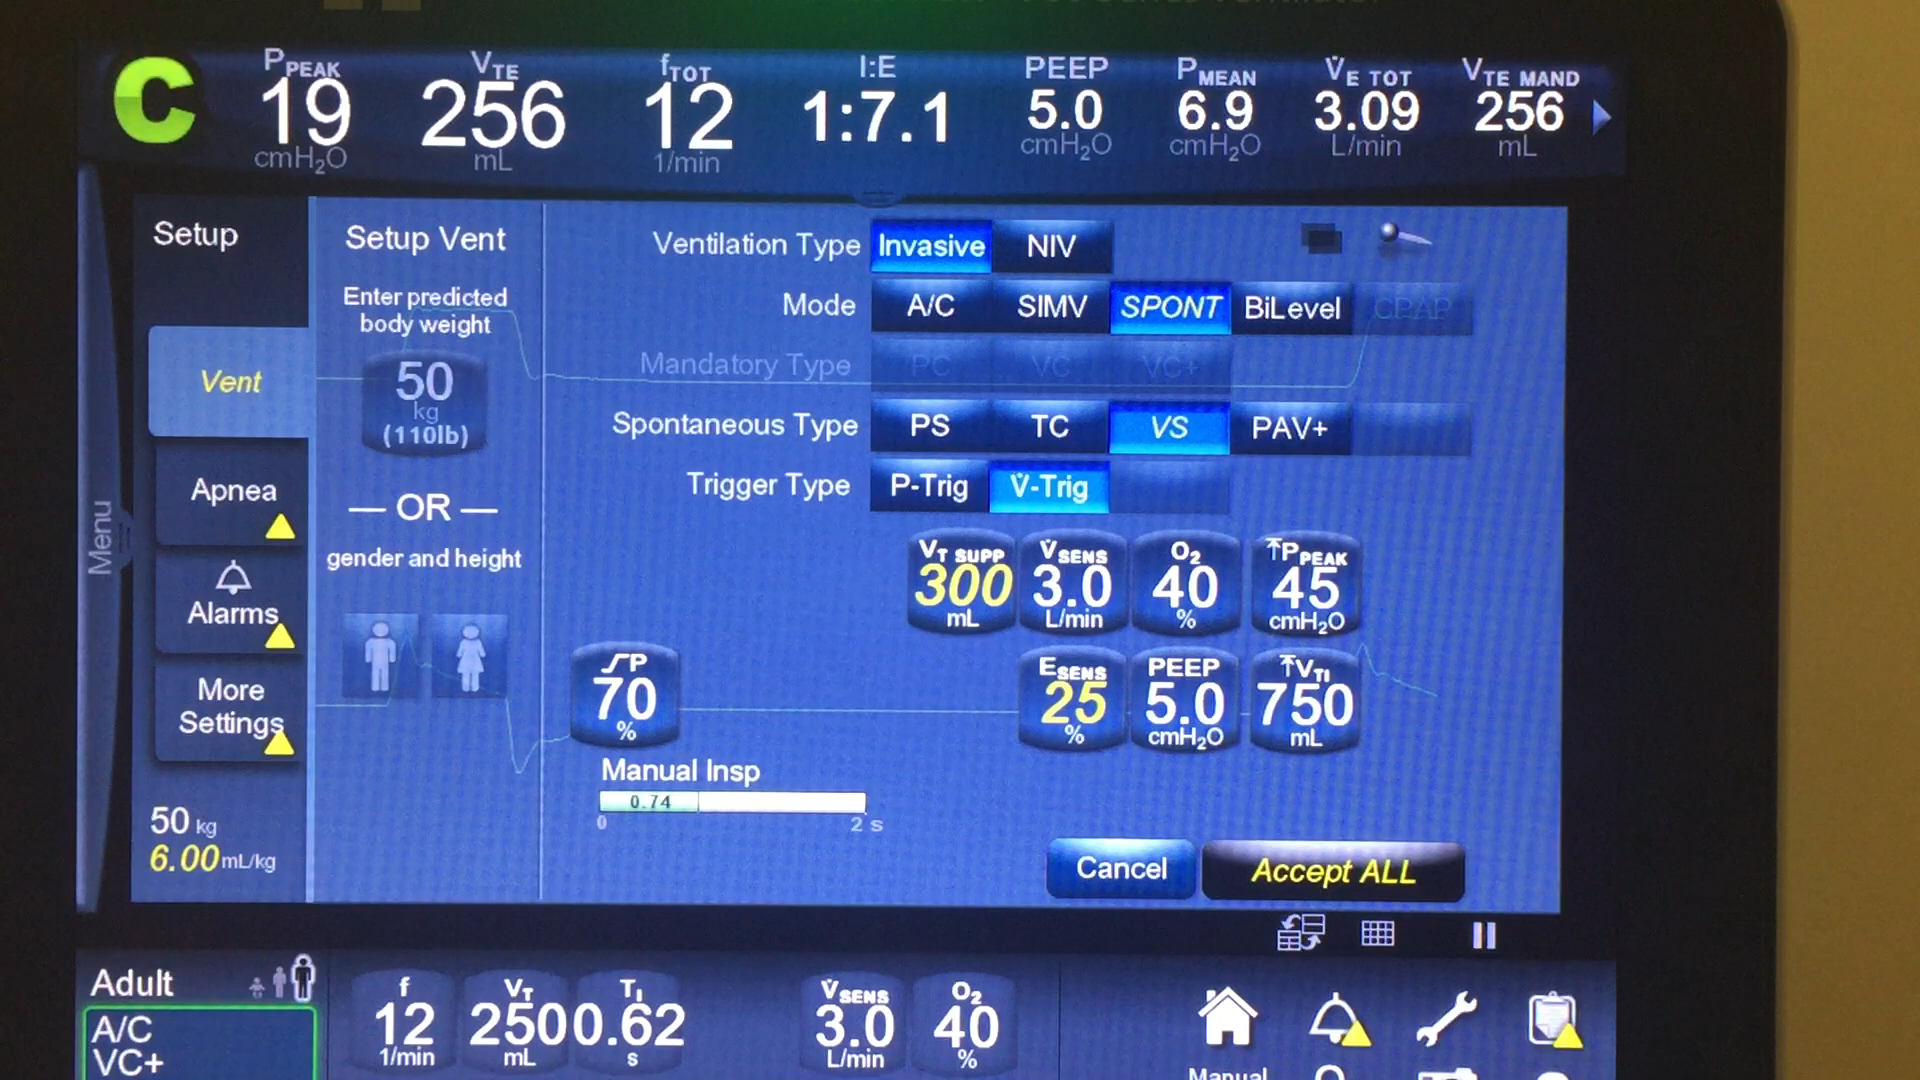 C
PPEAK 19 cmH2O
VTE 256 mL
fTOT 12 1/min
I:E 1:7.1
PEEP 5.0 cmH2O
PMEAN 6.9 cmH2O
V̇E TOT 3.09 L/min
VTE MAND 256 mL
Menu
Setup
Vent
Apnea
Alarms
More
Settings
50 kg
6.00 mL/kg
Setup Vent
Enter predicted
body weight
50
kg
(110lb)
— OR —
gender and height
Ventilation Type Invasive NIV
Mode A/C SIMV SPONT BiLevel CPAP
Mandatory Type PC VC VC+
Spontaneous Type PS TC VS PAV+
Trigger Type P-Trig V̇-Trig
VT SUPP 300 mL
V̇SENS 3.0 L/min
O2 40 %
PPEAK 45 cmH2O
P 70 %
ESENS 25 %
PEEP 5.0 cmH2O
VTI 750 mL
Manual Insp
0.74
0 2 s
Cancel Accept ALL
Adult
A/C
VC+
f 12 1/min
VT 250 mL
TI 0.62 s
V̇SENS 3.0 L/min
O2 40 %
Manual